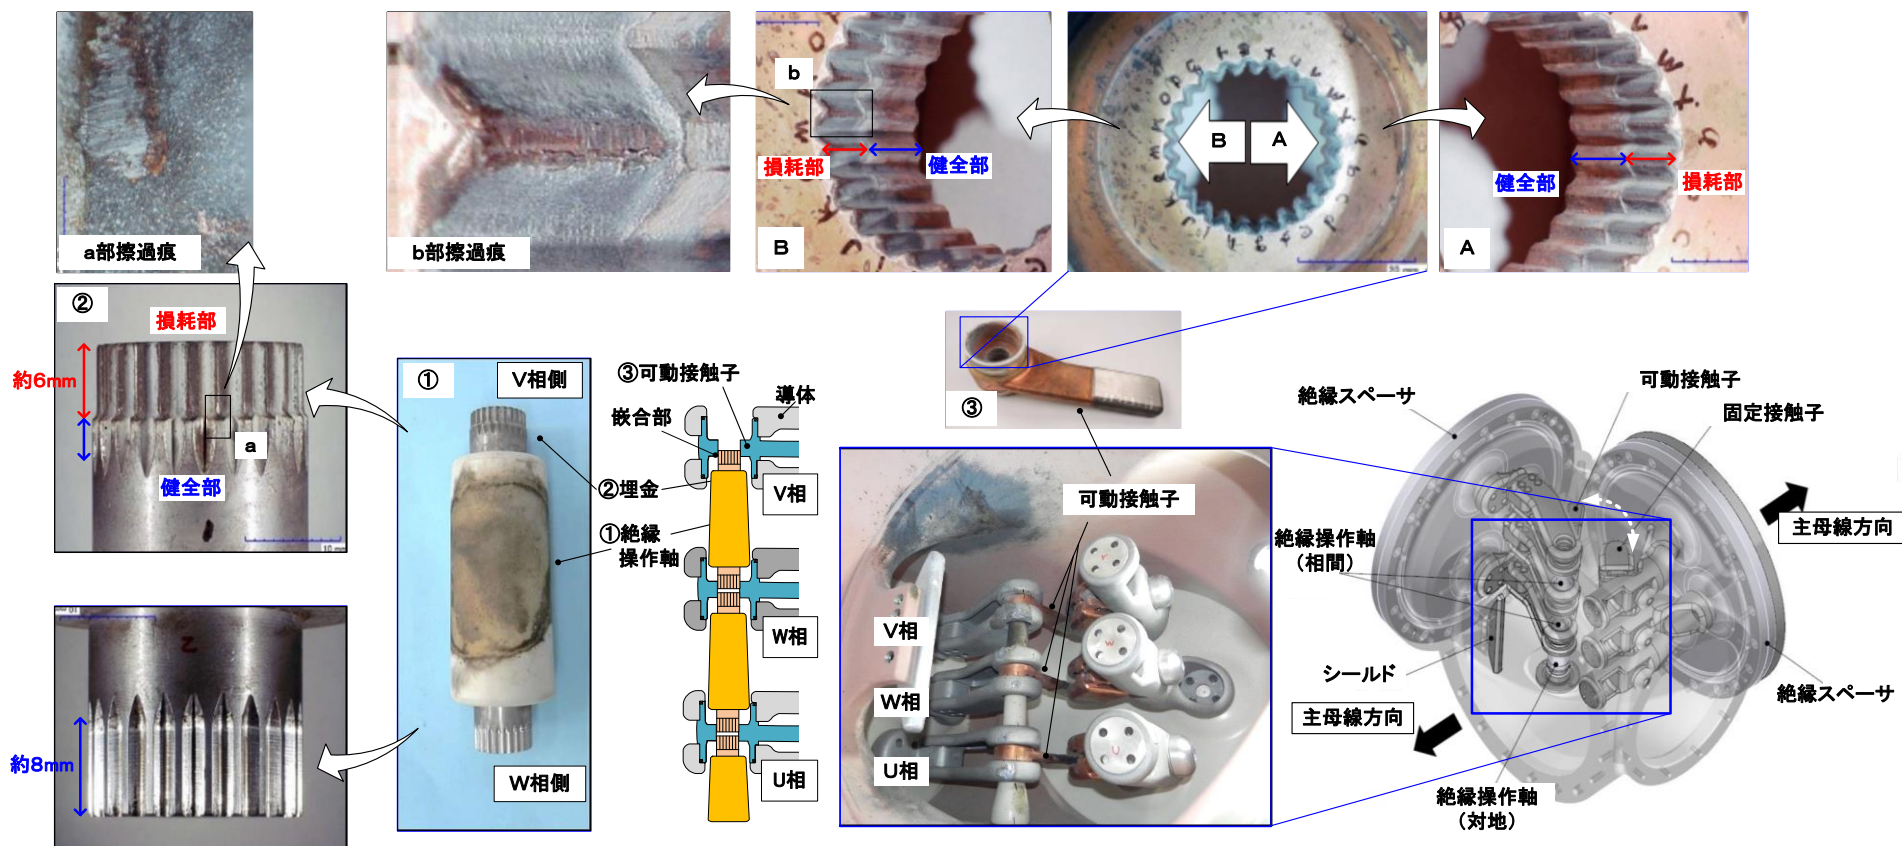 a部擦過痕
b部擦過痕
b
損耗部
健全部
B
B
A
健全部
損耗部
A
②
損耗部
約6mm
a
健全部
10 mm
約8mm
①
V相側
W相側
③可動接触子
導体
嵌合部
②埋金
V相
①絶縁
操作軸
W相
U相
③
可動接触子
V相
W相
U相
絶縁スペーサ
可動接触子
固定接触子
主母線方向
絶縁操作軸
(相間)
シールド
主母線方向
絶縁スペーサ
絶縁操作軸
(対地)